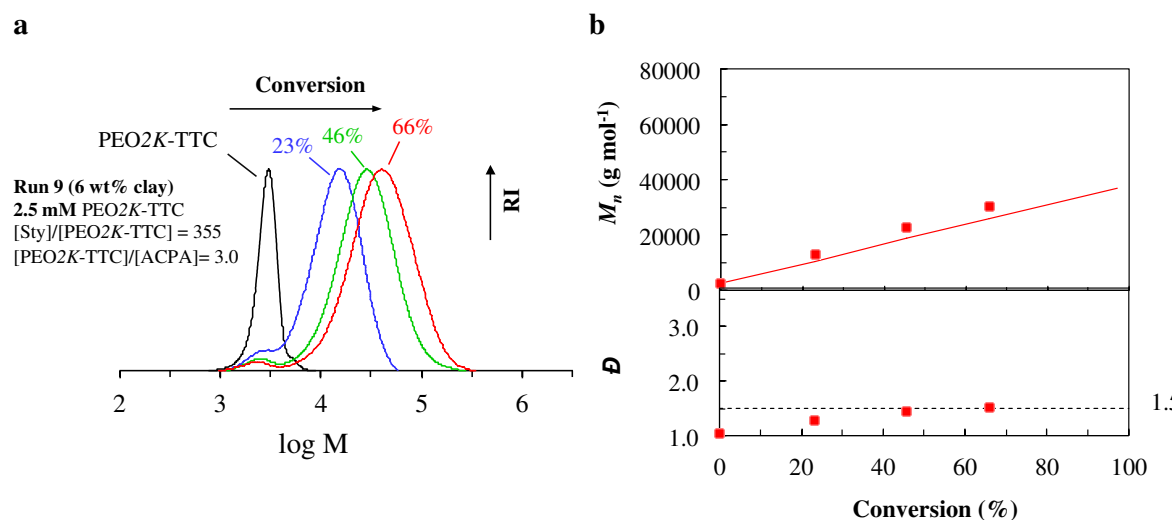 a
Conversion
PEO2K-TTC
23%
46%
66%
Run 9 (6 wt% clay)
2.5 mM PEO2K-TTC
[Sty]/[PEO2K-TTC] = 355
[PEO2K-TTC]/[ACPA]= 3.0
RI
2 3 4 5 6
log M
b
80000
60000
40000
20000
0
Mn (g mol-1)
3.0
2.0
1.0
Đ
1.5
0 20 40 60 80 100
Conversion (%)